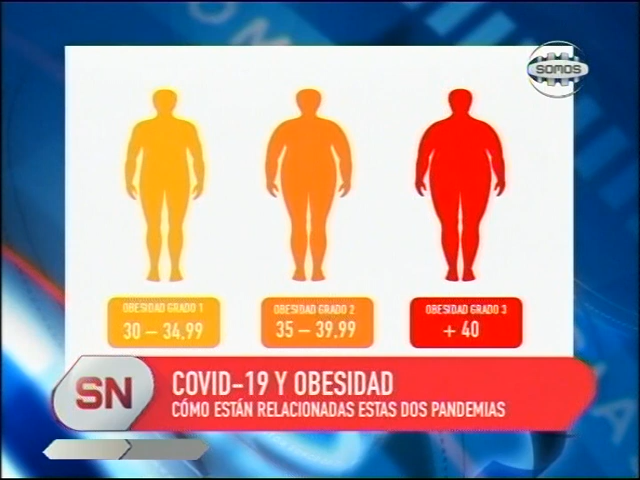 SOMOS
OBESIDAD GRADO 1
30 – 34.99
OBESIDAD GRADO 2
35 – 39.99
OBESIDAD GRADO 3
+ 40
SN
COVID-19 Y OBESIDAD
CÓMO ESTÁN RELACIONADAS ESTAS DOS PANDEMIAS